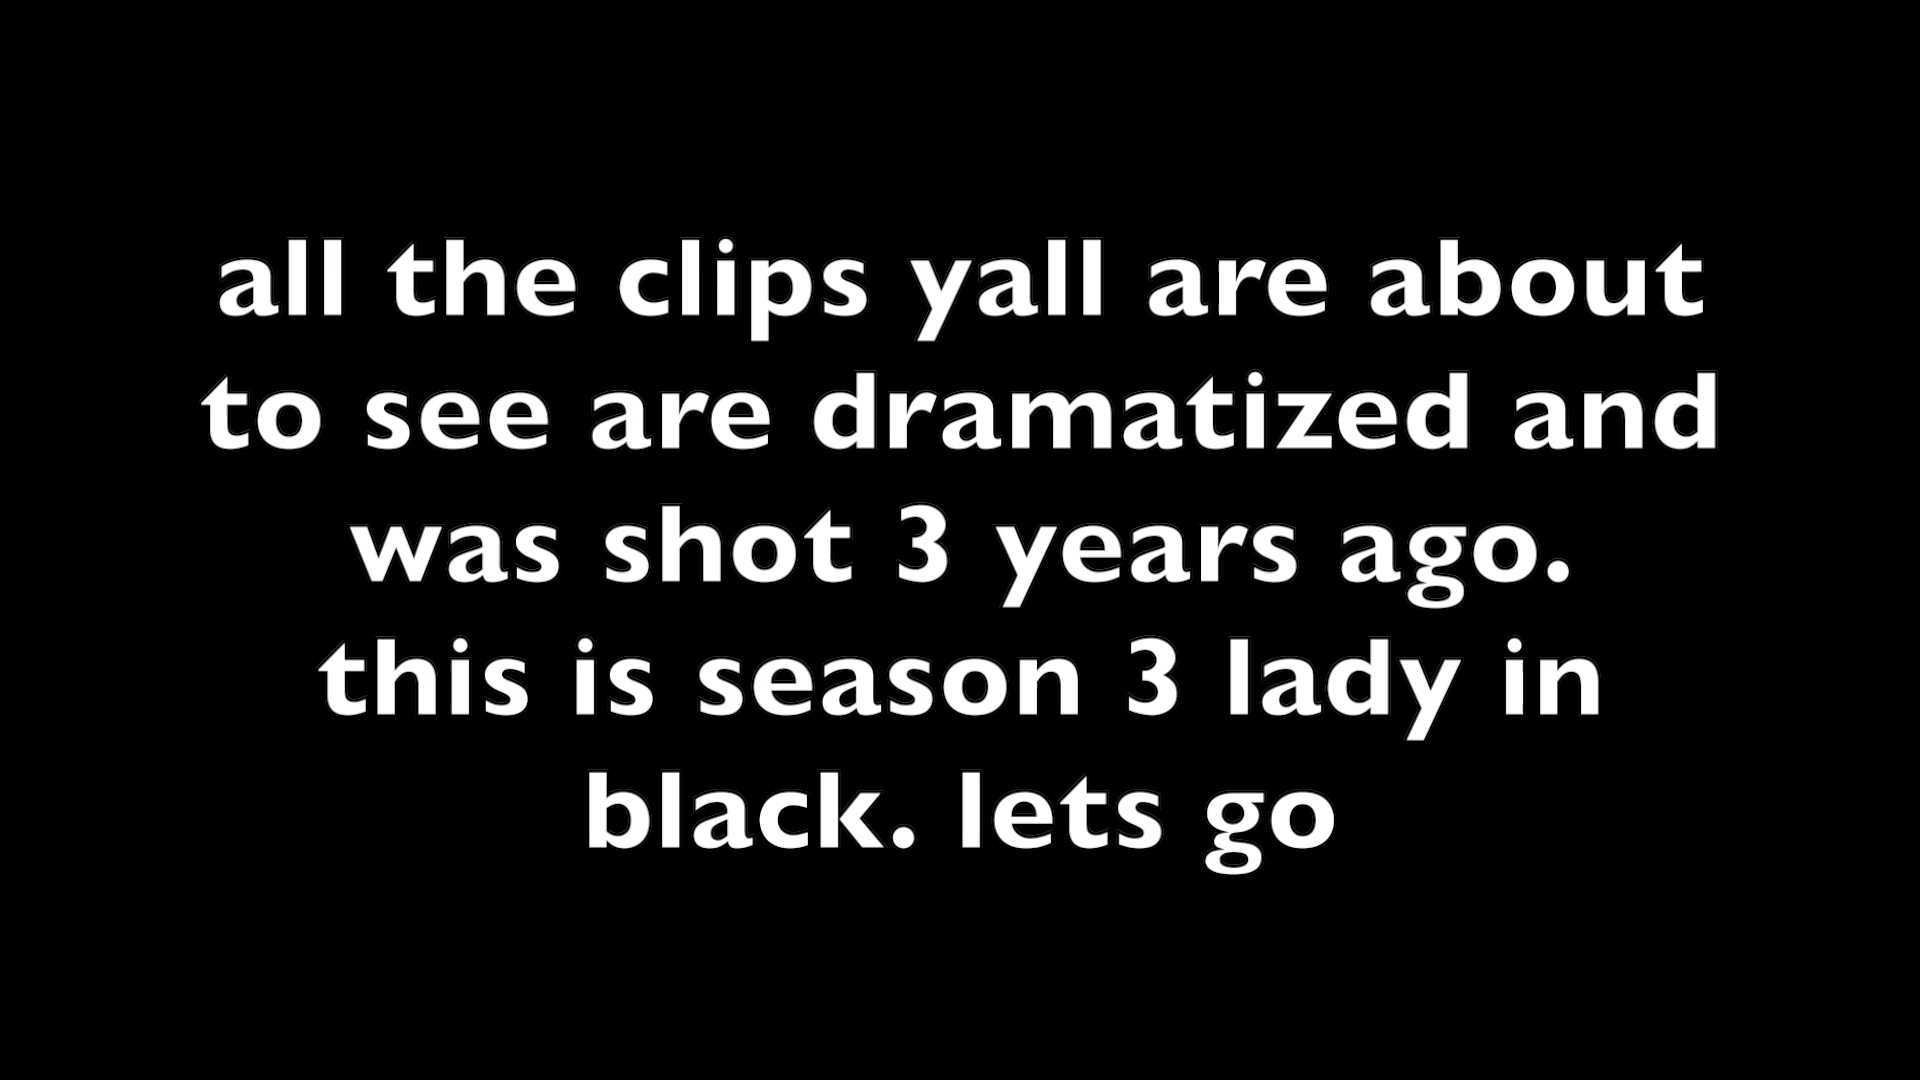 all the clips yall are about
to see are dramatized and
was shot 3 years ago.
this is season 3 lady in
black. lets go